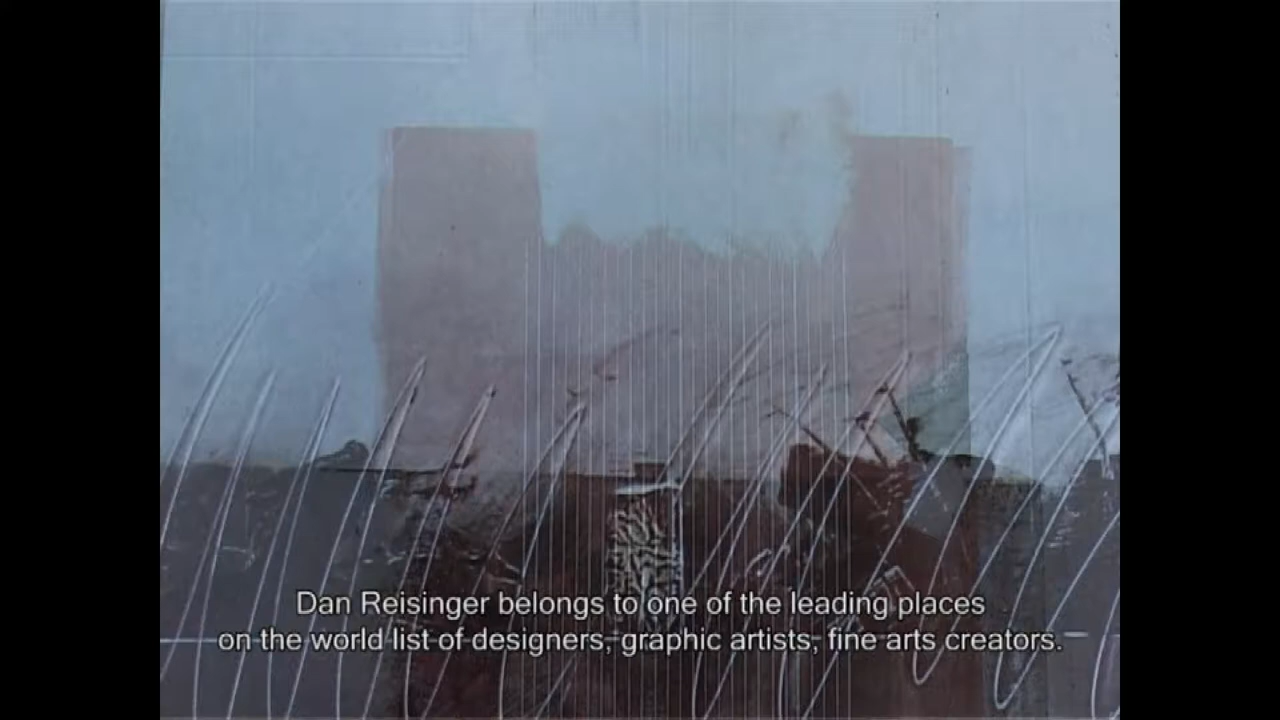 Dan Reisinger belongs to one of the leading places
on the world list of designers, graphic artists, fine arts creators.